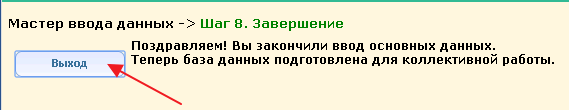 Мастер ввода данных -> Шаг 8. Завершение
Поздравляем! Вы закончили ввод основных данных.
Теперь база данных подготовлена для коллективной работы.
Выход